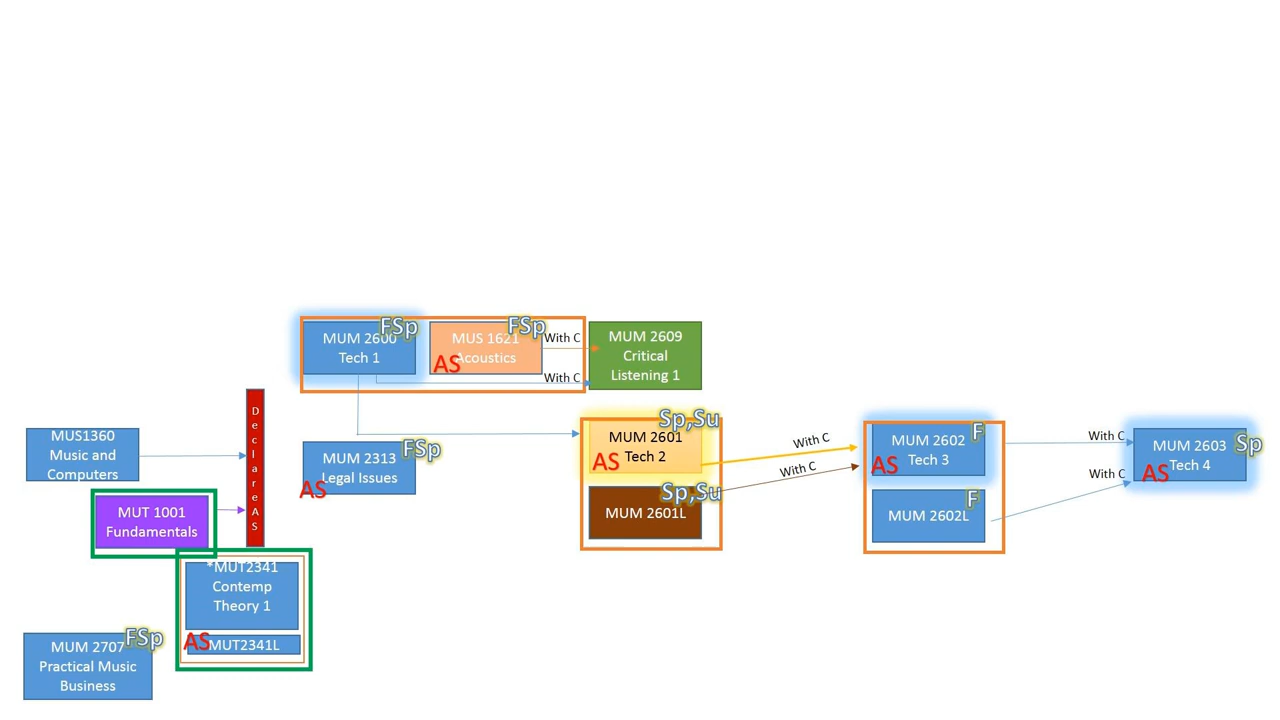 FSp
MUM 2600
Tech 1
FSp
MUS 1621
Acoustics
AS
With C
With C
MUM 2609
Critical
Listening 1
DeclareAS
MUS1360
Music and
Computers
MUT 1001
Fundamentals
FSp
MUM 2313
Legal Issues
AS
Sp,Su
MUM 2601
Tech 2
AS
Sp,Su
MUM 2601L
With C
With C
F
MUM 2602
Tech 3
AS
F
MUM 2602L
With C
With C
Sp
MUM 2603
Tech 4
AS
*MUT2341
Contemp
Theory 1
AS
MUT2341L
FSp
MUM 2707
Practical Music
Business